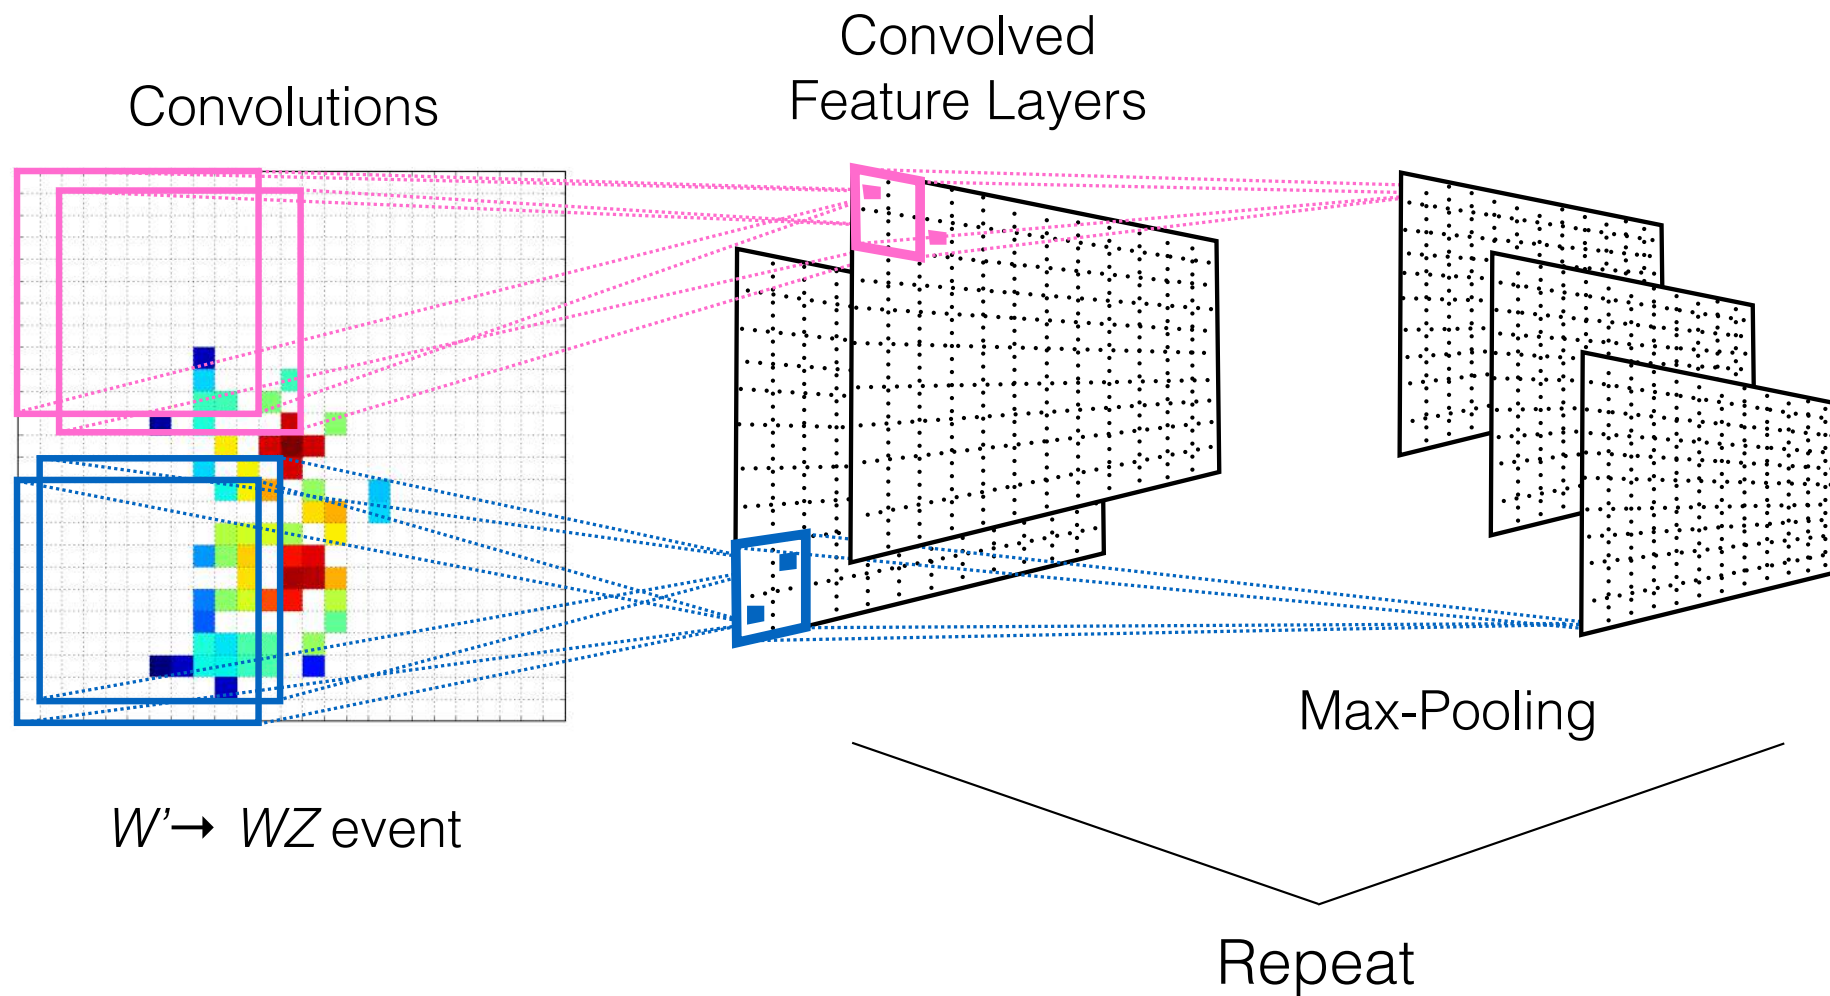 Convolutions
Convolved
Feature Layers
Max-Pooling
W’→ WZ event
Repeat